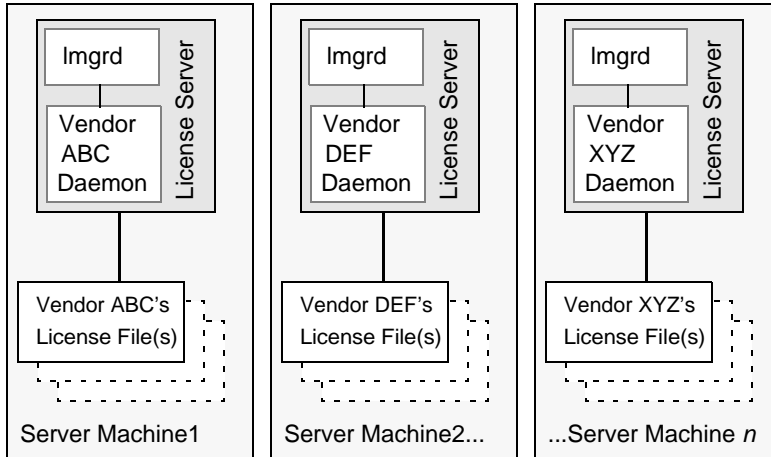 lmgrd
Vendor
ABC
Daemon
License Server
Vendor ABC's
License File(s)
Server Machine1
lmgrd
Vendor
DEF
Daemon
License Server
Vendor DEF's
License File(s)
Server Machine2...
lmgrd
Vendor
XYZ
Daemon
License Server
Vendor XYZ's
License File(s)
...Server Machine n